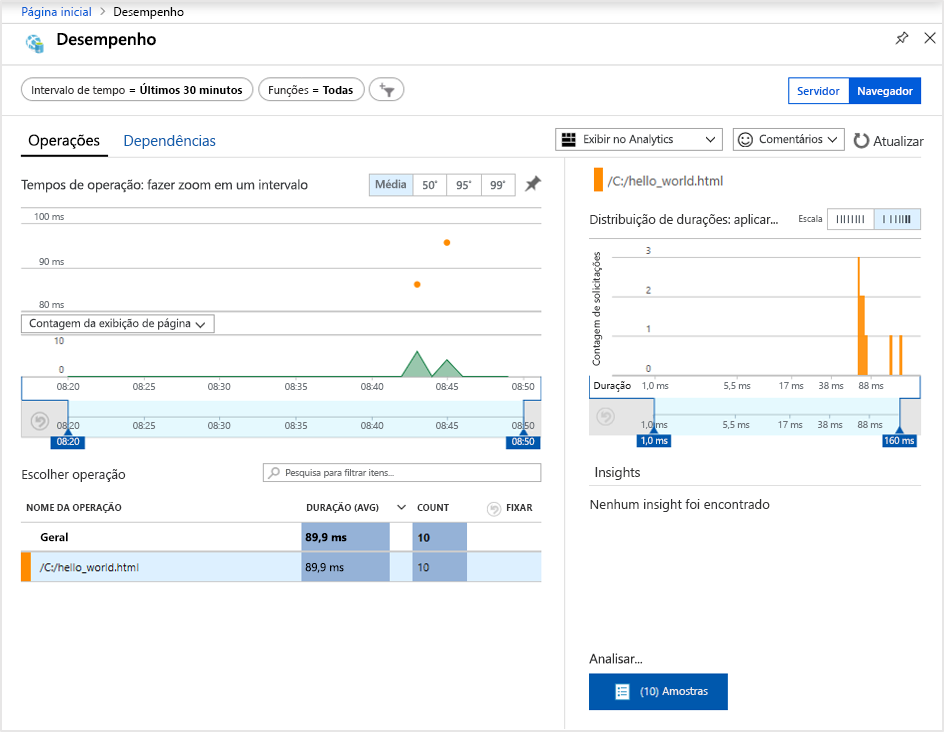 Página inicial > Desempenho
Desempenho
Intervalo de tempo = Últimos 30 minutos
Funções = Todas
Servidor
Navegador
Operações
Dependências
Exibir no Analytics
Comentários
Atualizar
Tempos de operação: fazer zoom em um intervalo
Média
50°
95°
99°
100 ms
90 ms
80 ms
Contagem da exibição de página
10
0
08:20 08:25 08:30 08:35 08:40 08:45 08:50
08:20 08:25 08:30 08:35 08:40 08:45 08:50
08:20
08:50
Escolher operação
Pesquisa para filtrar itens...
NOME DA OPERAÇÃO DURAÇÃO (AVG) COUNT FIXAR
Geral 89,9 ms 10
/C:/hello_world.html 89,9 ms 10
/C:/hello_world.html
Distribuição de durações: aplicar...
Escala
Contagem de solicitações
3
2
1
0
Duração 1,0 ms 5,5 ms 17 ms 38 ms 88 ms
1,0 ms 5,5 ms 17 ms 38 ms 88 ms
1,0 ms
160 ms
Insights
Nenhum insight foi encontrado
Analisar...
(10) Amostras